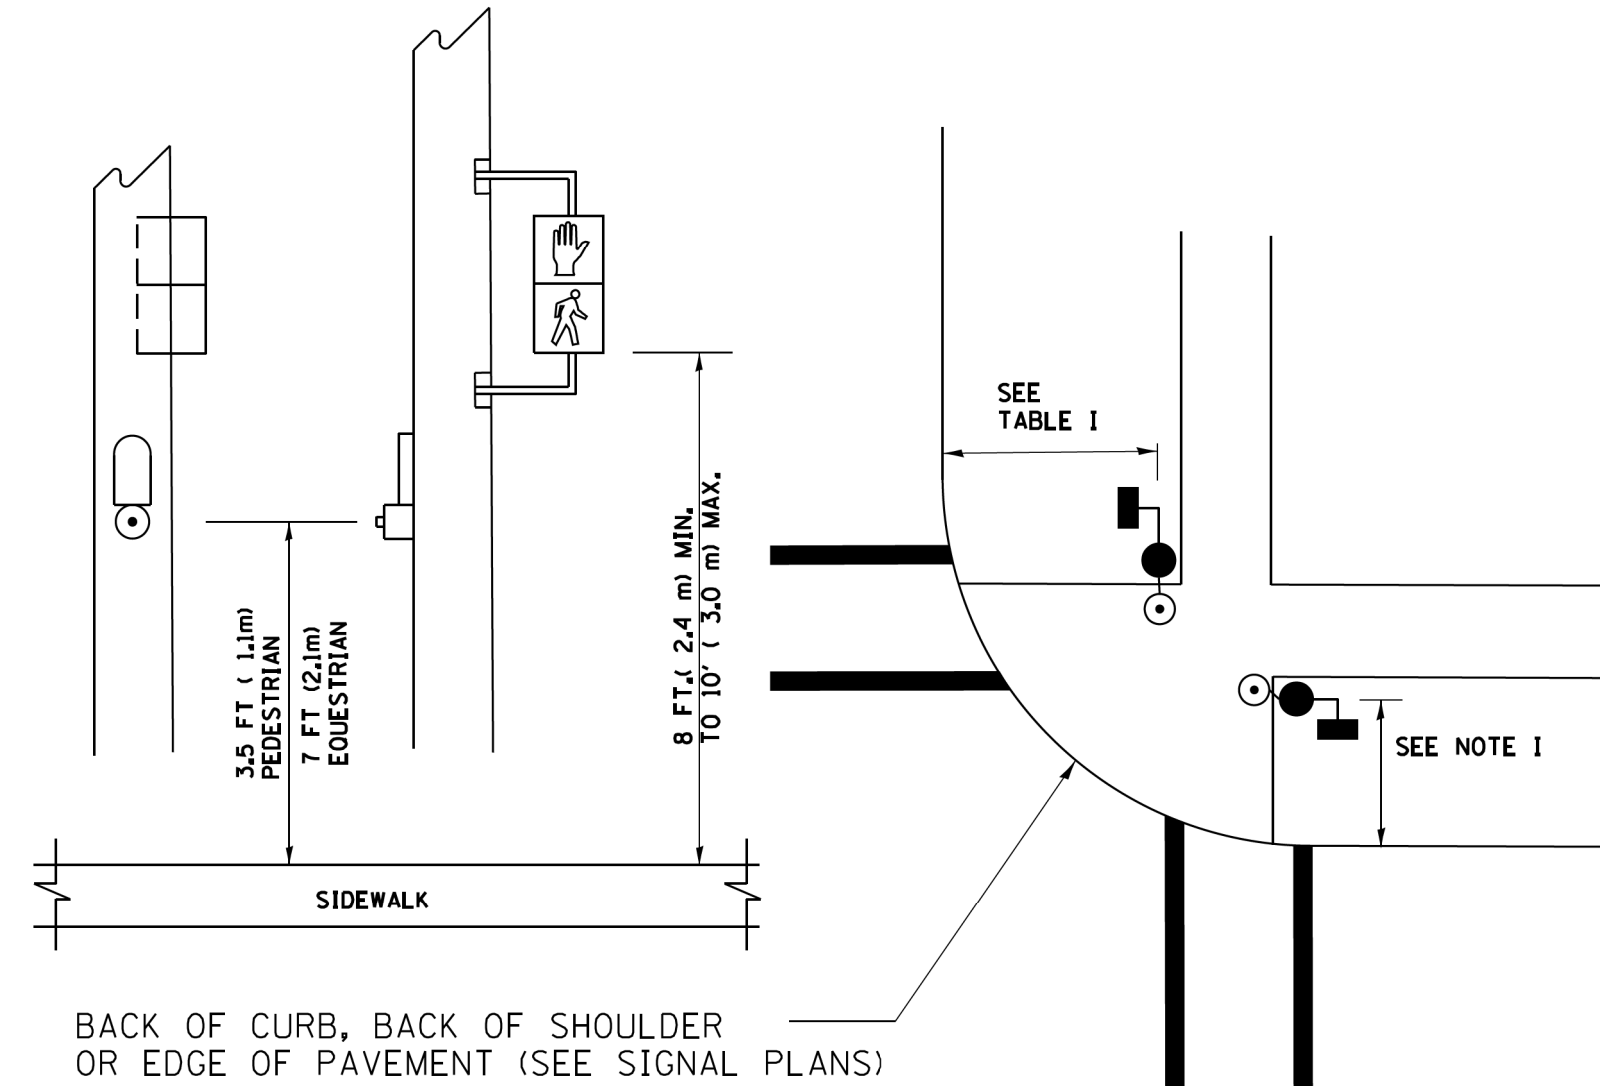 SEE
TABLE I
3.5 FT ( 1.1m)
PEDESTRIAN
7 FT (2.1m)
EQUESTRIAN
8 FT.( 2.4 m) MIN.
TO 10' ( 3.0 m) MAX.
SEE NOTE I
SIDEWALK
BACK OF CURB, BACK OF SHOULDER
OR EDGE OF PAVEMENT (SEE SIGNAL PLANS)